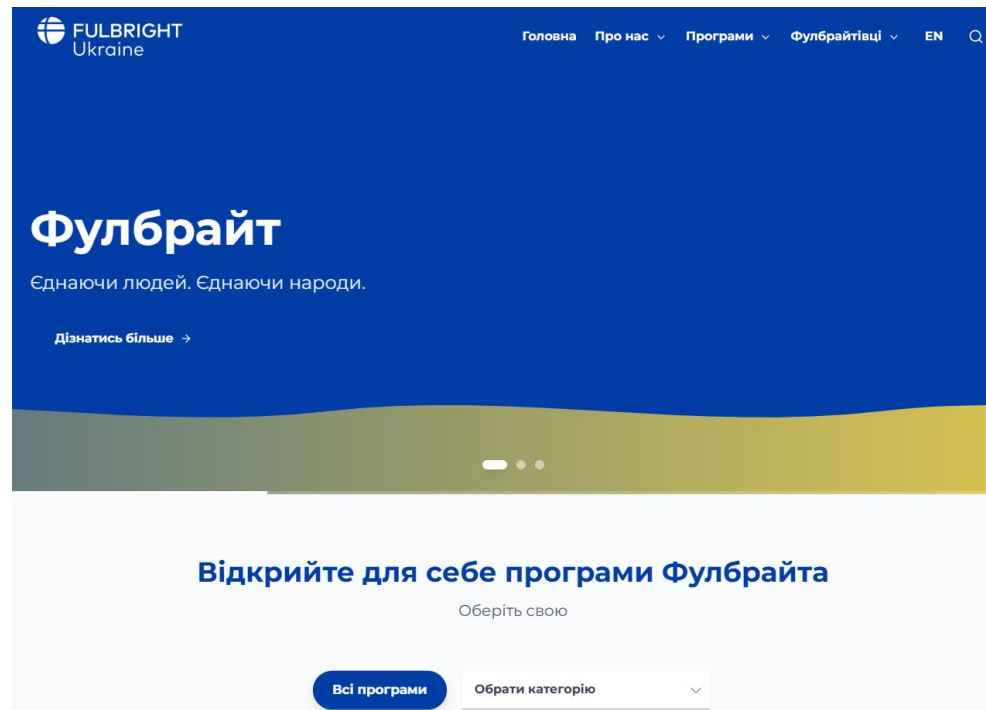 FULBRIGHT
Ukraine
Головна Про нас Програми Фулбрайтівці EN
Фулбрайт
Єднаючи людей. Єднаючи народи.
Дізнатись більше →
Відкрийте для себе програми Фулбрайта
Оберіть свою
Всі програми Обрати категорію